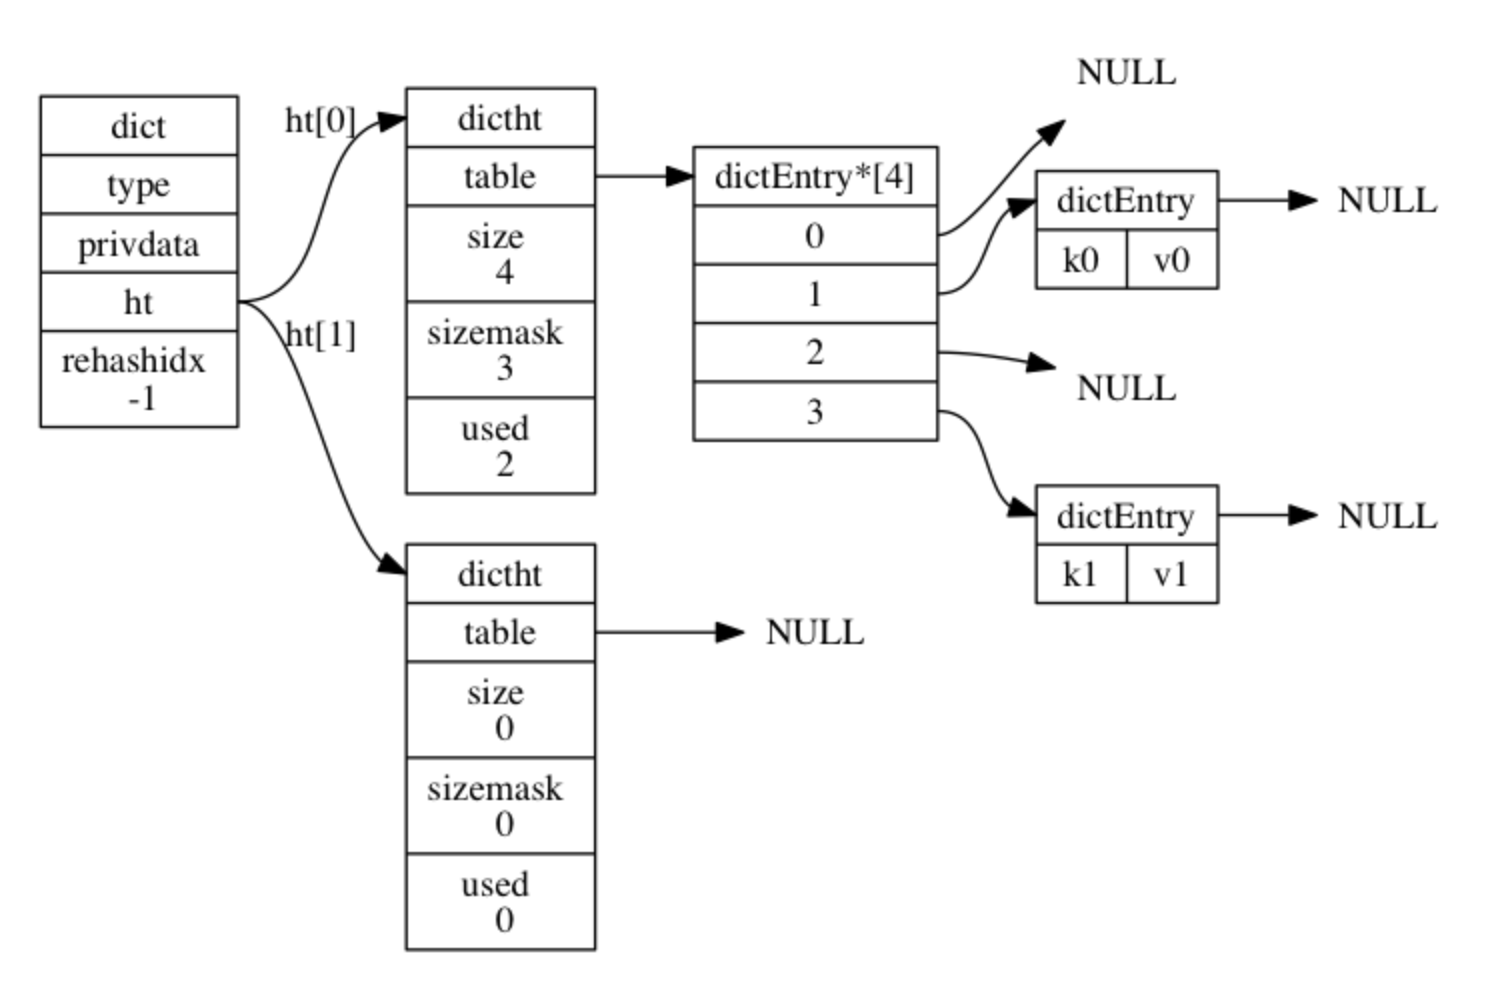 dict
type
privdata
ht
rehashidx
-1
ht[0]
ht[1]
dictht
table
size
4
sizemask
3
used
2
dictht
table
size
0
sizemask
0
used
0
NULL
dictEntry*[4]
0
1
2
3
NULL
dictEntry
k0 v0
NULL
NULL
dictEntry
k1 v1
NULL